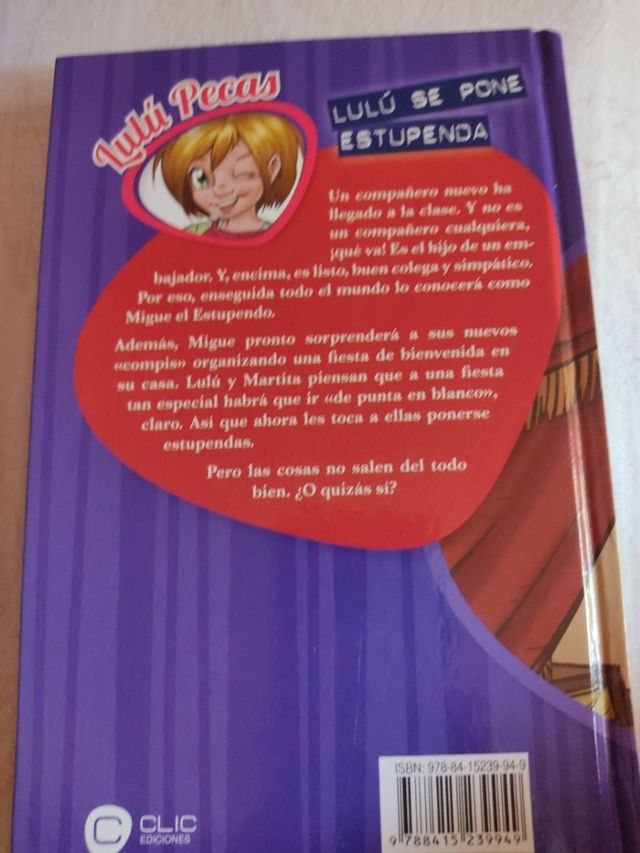 Lulú Pecas
LULÚ SE PONE
ESTUPENDA
Un compañero nuevo ha
llegado a la clase. Y no es
un compañero cualquiera,
¡qué va! Es el hijo de un em-
bajador. Y, encima, es listo, buen colega y simpático.
Por eso, enseguida todo el mundo lo conocerá como
Migue el Estupendo.
Además, Migue pronto sorprenderá a sus nuevos
«compis» organizando una fiesta de bienvenida en
su casa. Lulú y Martita piensan que a una fiesta
tan especial habrá que ir «de punta en blanco»,
claro. Así que ahora les toca a ellas ponerse
estupendas.
Pero las cosas no salen del todo
bien. ¿O quizás sí?
ISBN: 978-84-15239-94-9
9 788415 239949
C CLIC
EDICIONES